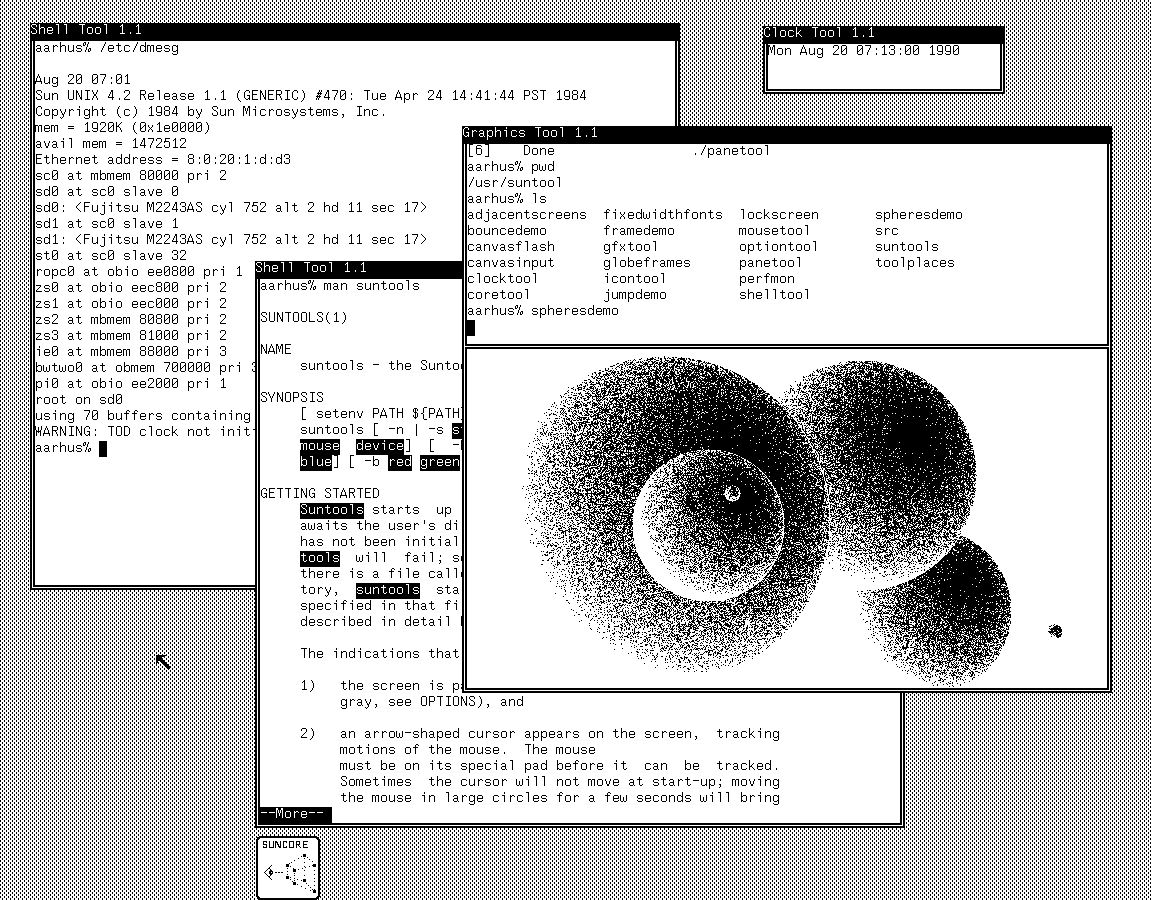 Shell Tool 1.1
aarhus% /etc/dmesg
Aug 20 07:01
Sun UNIX 4.2 Release 1.1 (GENERIC) #470: Tue Apr 24 14:41:44 PST 1984
Copyright (c) 1984 by Sun Microsystems, Inc.
mem = 1920K (0x1e0000)
avail mem = 1472512
Ethernet address = 8:0:20:1:d:d3
sc0 at mbmem 80000 pri 2
sd0 at sc0 slave 0
sd0: <Fujitsu M2243AS cyl 752 alt 2 hd 11 sec 17>
sd1 at sc0 slave 1
sd1: <Fujitsu M2243AS cyl 752 alt 2 hd 11 sec 17>
st0 at sc0 slave 32
ropc0 at obio ee0800 pri 1
zs0 at obio eec800 pri 2
zs1 at obio eec000 pri 2
zs2 at mbmem 80800 pri 2
zs3 at mbmem 81000 pri 2
ie0 at mbmem 88000 pri 3
bwtwo0 at obmem 700000 pri 3
pi0 at obio ee2000 pri 1
root on sd0
using 70 buffers containing
WARNING: TOD clock not init
aarhus%
Clock Tool 1.1
Mon Aug 20 07:13:00 1990
Graphics Tool 1.1
[6]    Done                  ./panetool
aarhus% pwd
/usr/suntool
aarhus% ls
adjacentscreens  fixedwidthfonts  lockscreen       spheresdemo
bouncedemo       framedemo        mousetool        src
canvasflash      gfxtool          optiontool       suntools
canvasinput      globeframes      panetool         toolplaces
clocktool        icontool         perfmon
coretool         jumpdemo         shelltool
aarhus% spheresdemo
Shell Tool 1.1
aarhus% man suntools
SUNTOOLS(1)
NAME
suntools - the Sunto
SYNOPSIS
[ setenv PATH ${PATH}
suntools [ -n | -s s
mouse  device]  [  -
blue] [ -b red green
GETTING STARTED
Suntools starts  up
awaits the user's di
has not been initial
tools  will  fail; s
there is a file calle
tory,  suntools  sta
specified in that fi
described in detail
The indications that
1)   the screen is pa
gray, see OPTIONS), and
2)   an arrow-shaped cursor appears on the screen,  tracking
motions of the mouse.  The mouse
must be on its special pad before it  can  be  tracked.
Sometimes  the cursor will not move at start-up; moving
the mouse in large circles for a few seconds will bring
--More--
SUNCORE